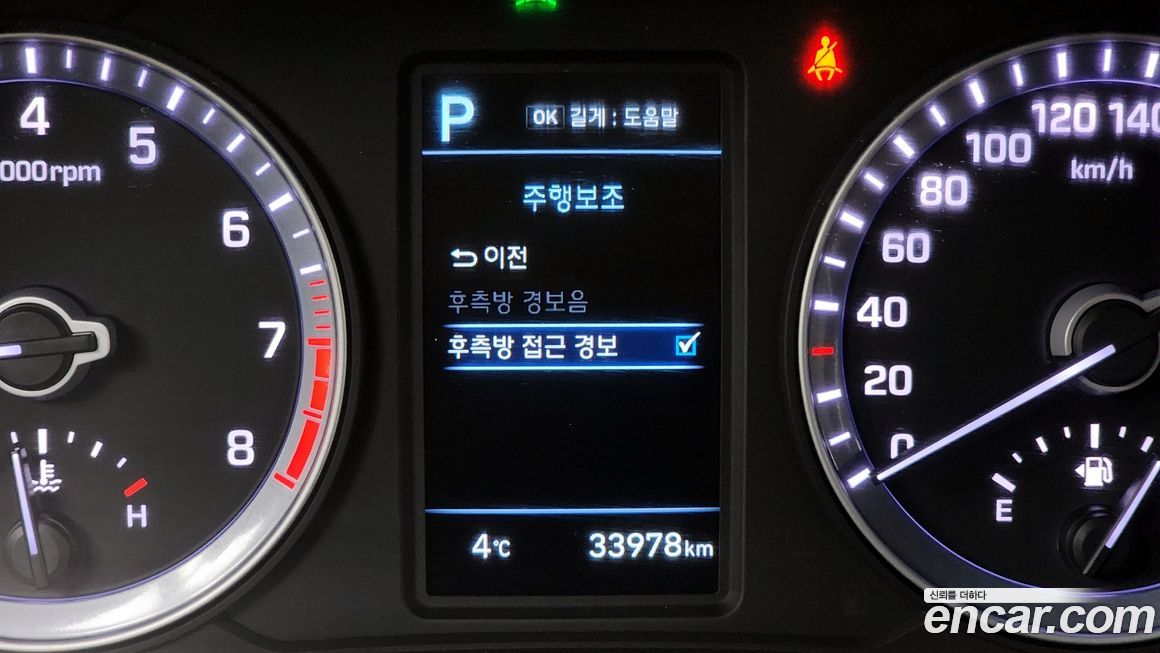 P
OK 길게 : 도움말
주행보조
이전
후측방 경보음
후측방 접근 경보
4℃ 33978km
4
5
000rpm
6
7
8
H
0
20
40
60
80
100
120
140
km/h
E
신뢰를 더하다
encar.com